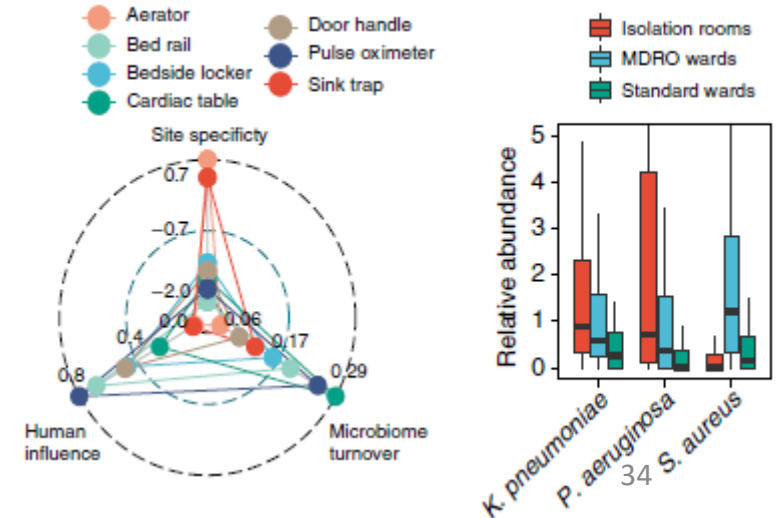 Aerator
Bed rail
Bedside locker
Cardiac table
Door handle
Pulse oximeter
Sink trap
Site specificty
0.7
−0.7
−2.0
0.0
0.06
0.4
0.17
0.8
0.29
Human
influence
Microbiome
turnover
Isolation rooms
MDRO wards
Standard wards
Relative abundance
5
4
3
2
1
0
K. pneumoniae
P. aeruginosa
S. aureus
34